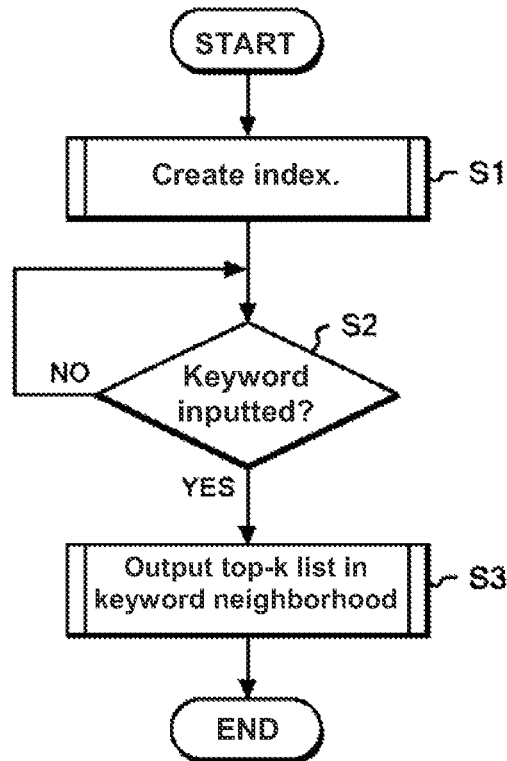 START
Create index.
S1
S2
Keyword
inputted?
NO
YES
Output top-k list in
keyword neighborhood
S3
END